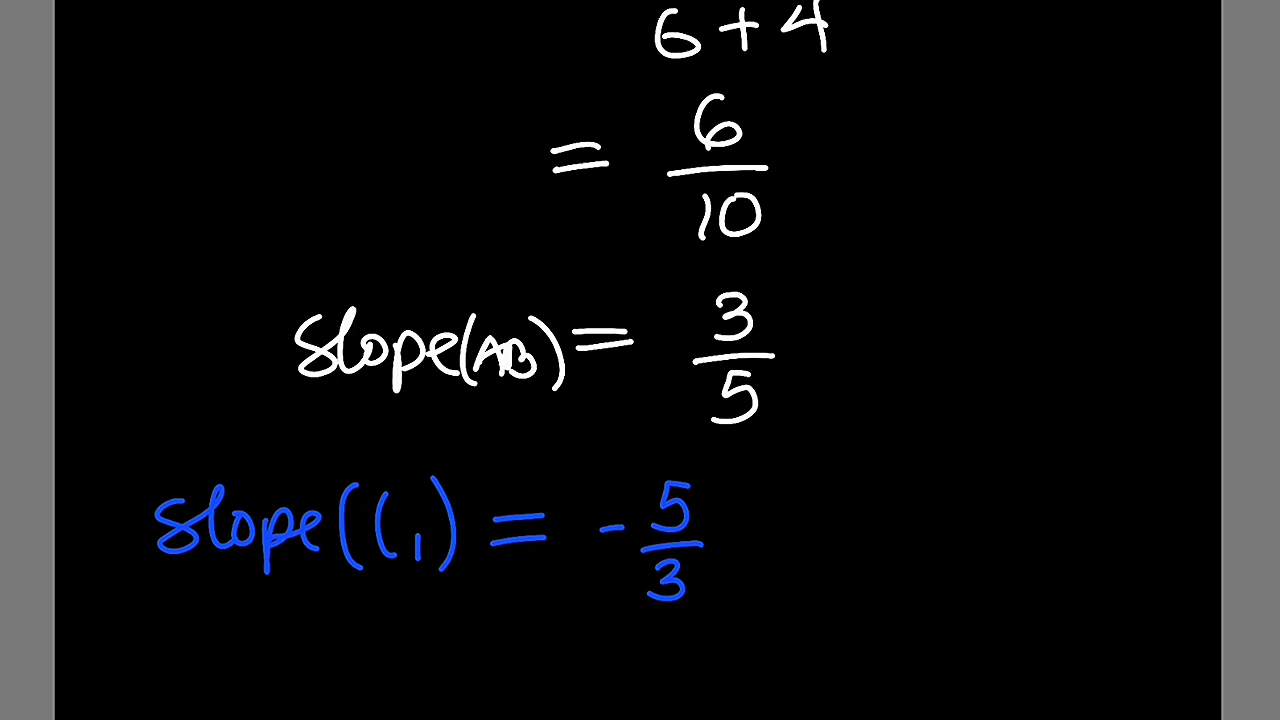 6 + 4
= 6/10
slope(AB) = 3/5
slope(L1) = - 5/3